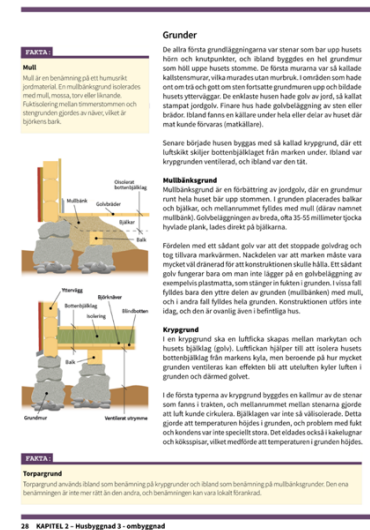 FAKTA:
Mull
Mull är en benämning på ett humusrikt
jordmaterial. En mullbänksgrund isolerades
med mull, mossa, torv eller liknande.
Fuktisolering mellan timmerstommen och
stengrunden gjordes av näver, vilket är
björkens bark.
Oisolerat
bottenbjälklag
Mullbänk
Golvbrädor
Bjälkar
Balk
Yttervägg
Björknäver
Bottenbjälklag
Blindbotten
Isolering
Balk
Grundmur
Ventilerat utrymme
Grunder
De allra första grundläggningarna var stenar som bar upp husets
hörn och knutpunkter, och ibland byggdes en hel grundmur
som höll uppe husets stomme. De första murarna var så kallade
kallstensmurar, vilka murades utan murbruk. I områden som hade
ont om trä och gott om sten fortsatte grundmuren upp och bildade
husets ytterväggar. De enklaste husen hade golv av jord, så kallat
stampat jordgolv. Finare hus hade golvbeläggning av sten eller
brädor. Ibland fanns en källare under hela eller delar av huset där
mat kunde förvaras (matkällare).
Senare började husen byggas med så kallad krypgrund, där ett
luftskikt skiljer bottenbjälklaget från marken under. Ibland var
krypgrunden ventilerad, och ibland var den tät.
Mullbänksgrund
Mullbänksgrund är en förbättring av jordgolv, där en grundmur
runt hela huset bär upp stommen. I grunden placerades balkar
och bjälkar, och mellanrummet fylldes med mull (därav namnet
mullbänk). Golvbeläggningen av breda, ofta 35-55 millimeter tjocka
hyvlade plank, lades direkt på bjälkarna.
Fördelen med ett sådant golv var att det stoppade golvdrag och
tog tillvara markvärmen. Nackdelen var att marken måste vara
mycket väl dränerad för att konstruktionen skulle hålla. Ett sådant
golv fungerar bara om man inte lägger på en golvbeläggning av
exempelvis plastmatta, som stänger in fukten i grunden. I vissa fall
fylldes bara den yttre delen av grunden (mullbänken) med mull,
och i andra fall fylldes hela grunden. Konstruktionen utförs inte
idag, och den är ovanlig även i befintliga hus.
Krypgrund
I en krypgrund ska en luftficka skapas mellan markytan och
husets bjälklag (golv). Luftfickan hjälper till att isolera husets
bottenbjälklag från markens kyla, men beroende på hur mycket
grunden ventileras kan effekten bli att uteluften kyler luften i
grunden och därmed golvet.
I de första typerna av krypgrund byggdes en kallmur av de stenar
som fanns i trakten, och mellanrummet mellan stenarna gjorde
att luft kunde cirkulera. Bjälklagen var inte så välisolerade. Detta
gjorde att temperaturen höjdes i grunden, och problem med fukt
och kondens var inte speciellt stora. Det eldades också i kakelugnar
och köksspisar, vilket medförde att temperaturen i grunden höjdes.
FAKTA:
Torpargrund
Torpargrund används ibland som benämning på krypgrunder och ibland som benämning på mullbänksgrunder. Den ena
benämningen är inte mer rätt än den andra, och benämningen kan vara lokalt förankrad.
28 KAPITEL 2 – Husbyggnad 3 - ombyggnad